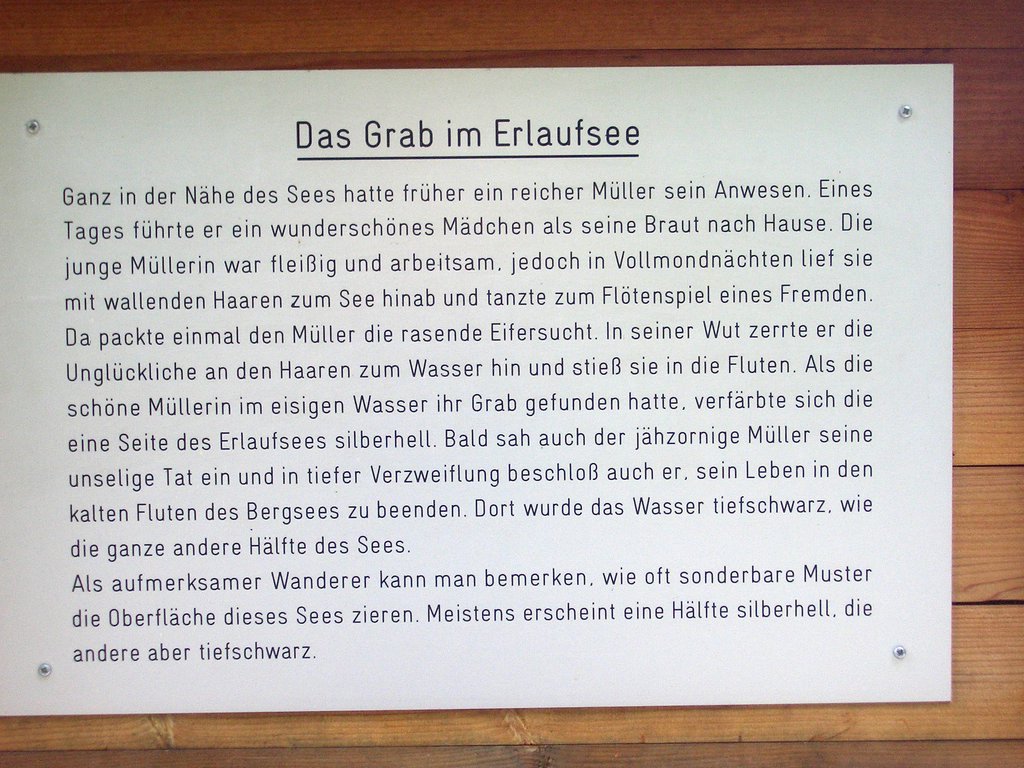 Das Grab im Erlaufsee
Ganz in der Nähe des Sees hatte früher ein reicher Müller sein Anwesen. Eines
Tages führte er ein wunderschönes Mädchen als seine Braut nach Hause. Die
junge Müllerin war fleißig und arbeitsam, jedoch in Vollmondnächten lief sie
mit wallenden Haaren zum See hinab und tanzte zum Flötenspiel eines Fremden.
Da packte einmal den Müller die rasende Eifersucht. In seiner Wut zerrte er die
Unglückliche an den Haaren zum Wasser hin und stieß sie in die Fluten. Als die
schöne Müllerin im eisigen Wasser ihr Grab gefunden hatte, verfärbte sich die
eine Seite des Erlaufsees silberhell. Bald sah auch der jähzornige Müller seine
unselige Tat ein und in tiefer Verzweiflung beschloß auch er, sein Leben in den
kalten Fluten des Bergsees zu beenden. Dort wurde das Wasser tiefschwarz, wie
die ganze andere Hälfte des Sees.
Als aufmerksamer Wanderer kann man bemerken, wie oft sonderbare Muster
die Oberfläche dieses Sees zieren. Meistens erscheint eine Hälfte silberhell, die
andere aber tiefschwarz.